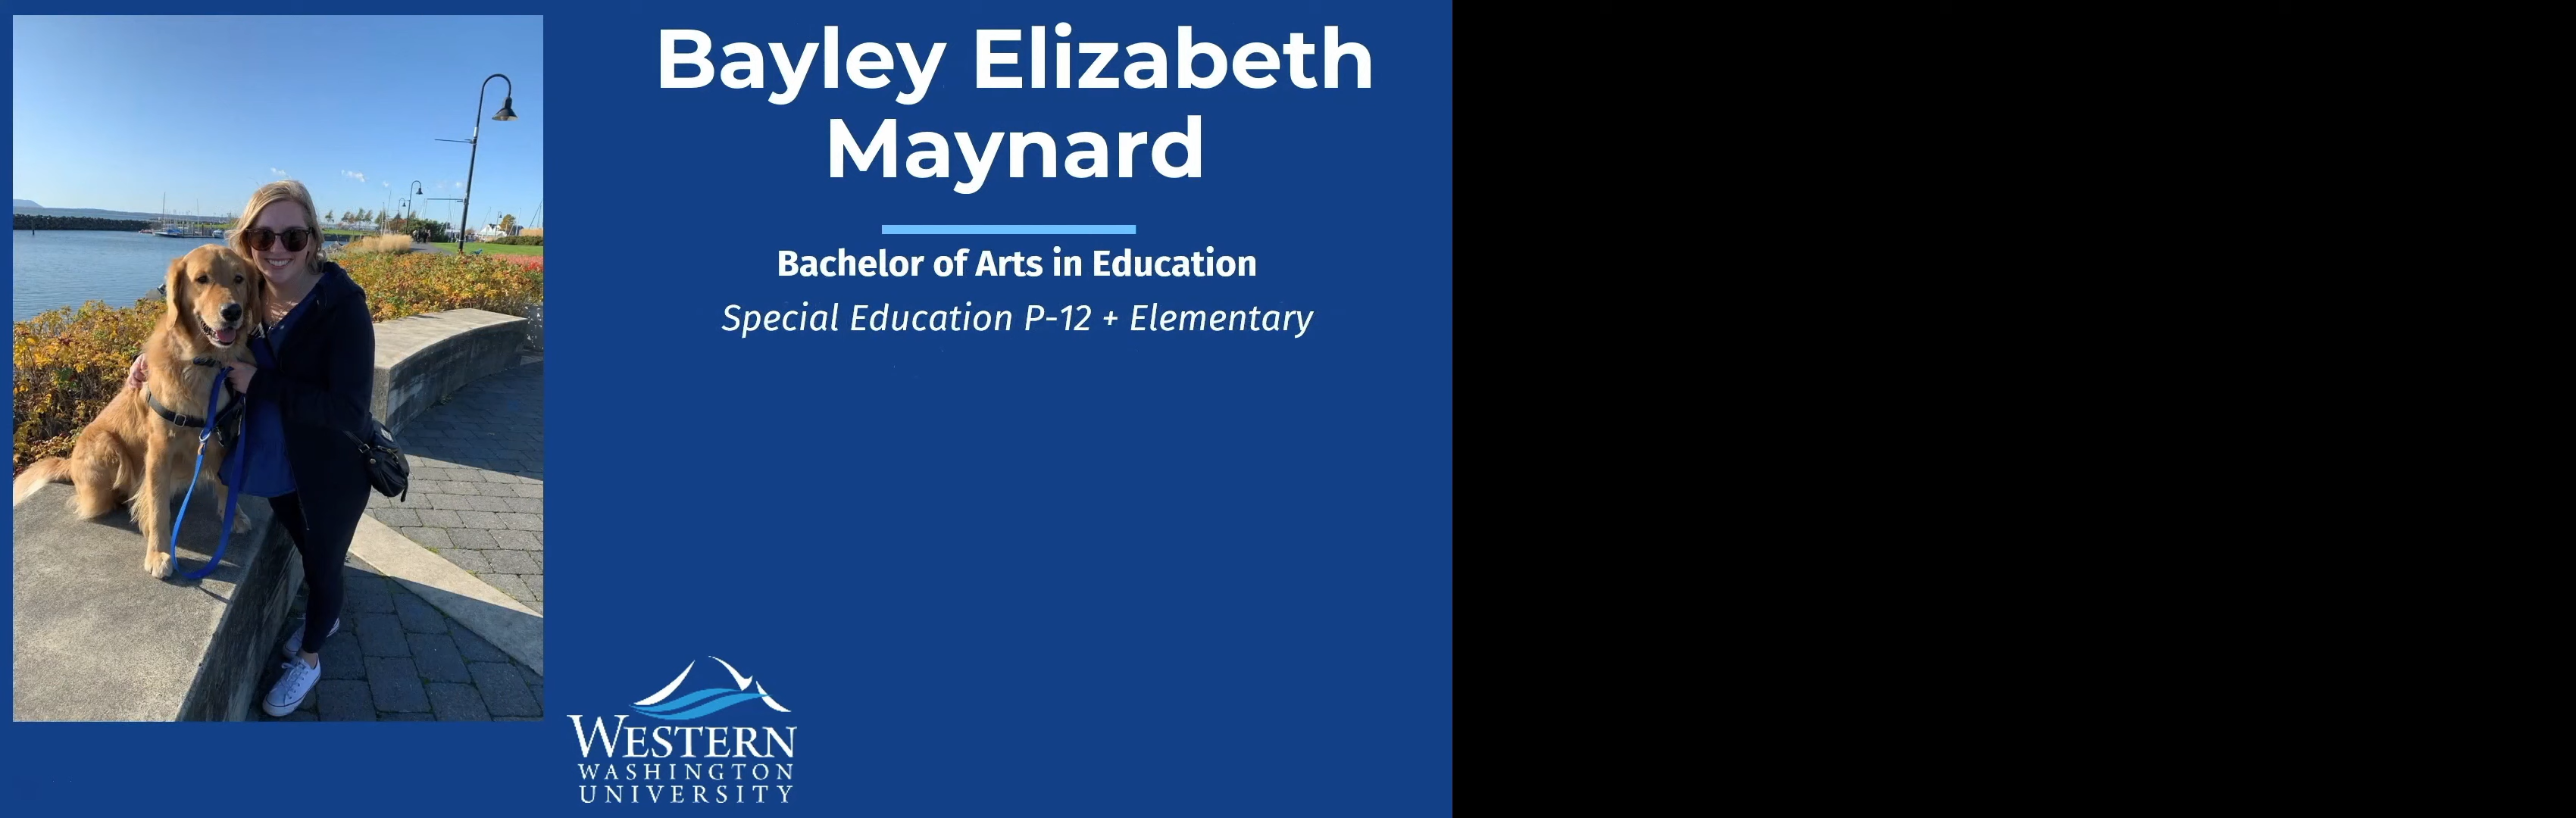 Bayley Elizabeth
Maynard
Bachelor of Arts in Education
Special Education P-12 + Elementary
WESTERN
WASHINGTON
UNIVERSITY